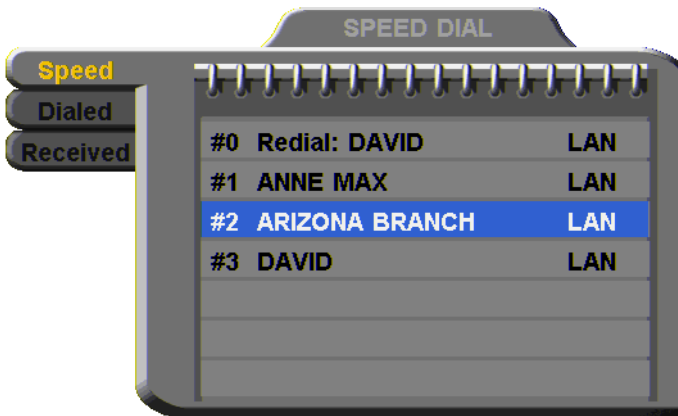 SPEED DIAL
Speed
Dialed
Received
#0 Redial: DAVID LAN
#1 ANNE MAX LAN
#2 ARIZONA BRANCH LAN
#3 DAVID LAN